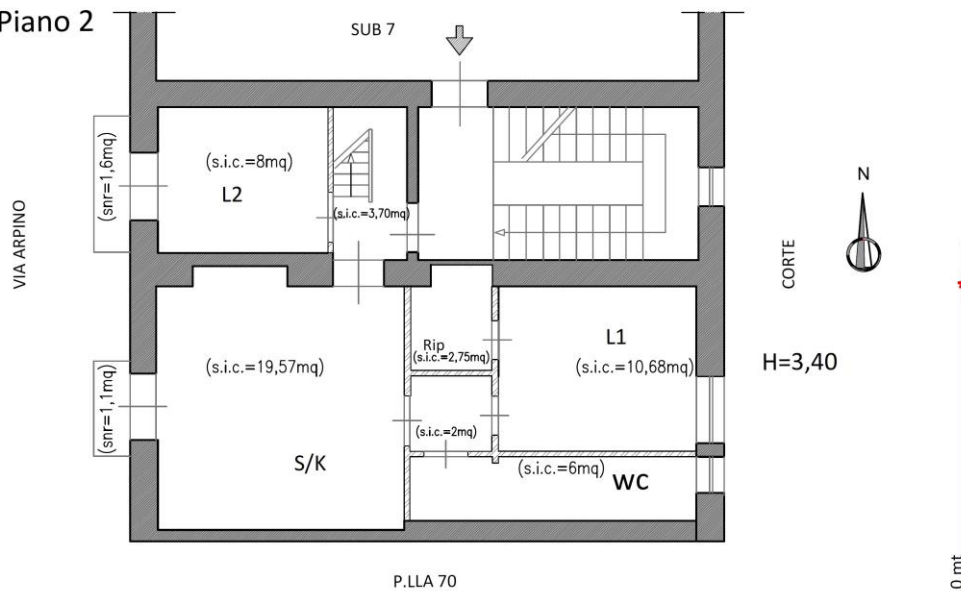 Piano 2
SUB 7
VIA ARPINO
(snr=1,6mq)
(s.i.c.=8mq)
L2
(s.i.c.=3,70mq)
N
CORTE
(snr=1,1mq)
(s.i.c.=19,57mq)
S/K
Rip
(s.i.c.=2,75mq)
L1
(s.i.c.=10,68mq)
H=3,40
(s.i.c.=2mq)
(s.i.c.=6mq)
WC
P.LLA 70
0 mt